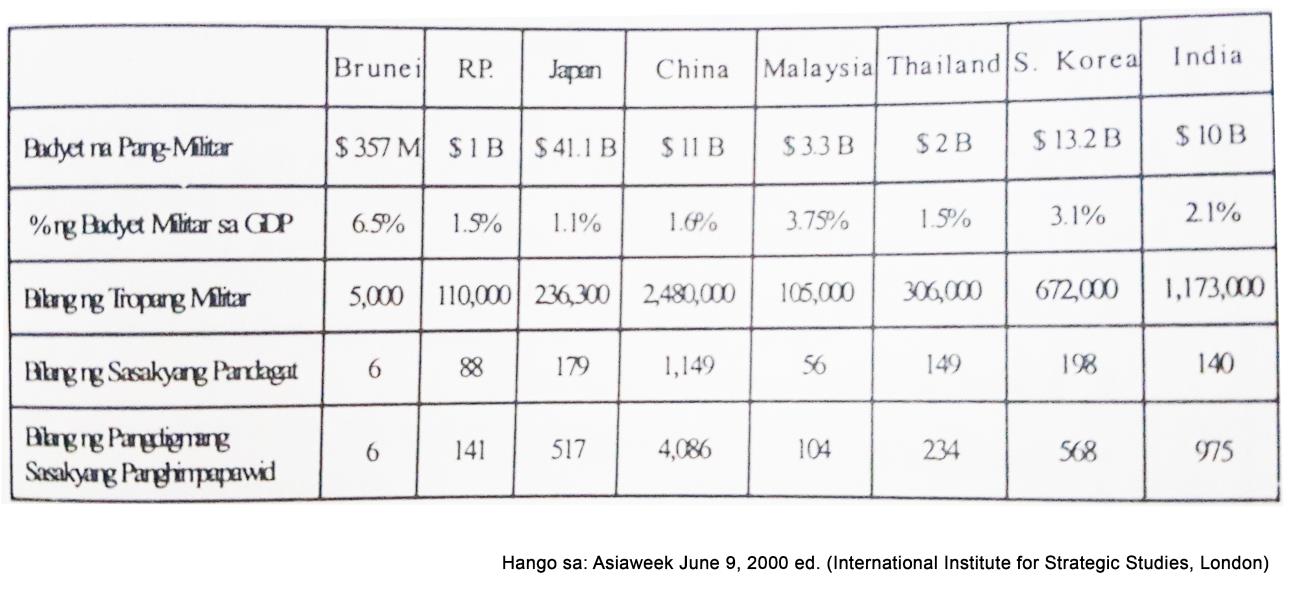 Brunei RP. Japan China Malaysia Thailand S. Korea India
Badyet na Pang-Militar $ 357 M $ 1 B $ 41.1 B $ 11 B $ 3.3 B $ 2 B $ 13.2 B $ 10 B
% ng Badyet Militar sa GDP 6.5% 1.5% 1.1% 1.6% 3.75% 1.5% 3.1% 2.1%
Bilang ng Tropang Militar 5,000 110,000 236,300 2,480,000 105,000 306,000 672,000 1,173,000
Bilang ng Sasakyang Pandagat 6 88 179 1,149 56 149 198 140
Bilang ng Pangdigmang
Sasakyang Panghimpapawid 6 141 517 4,086 104 234 568 975
Hango sa: Asiaweek June 9, 2000 ed. (International Institute for Strategic Studies, London)